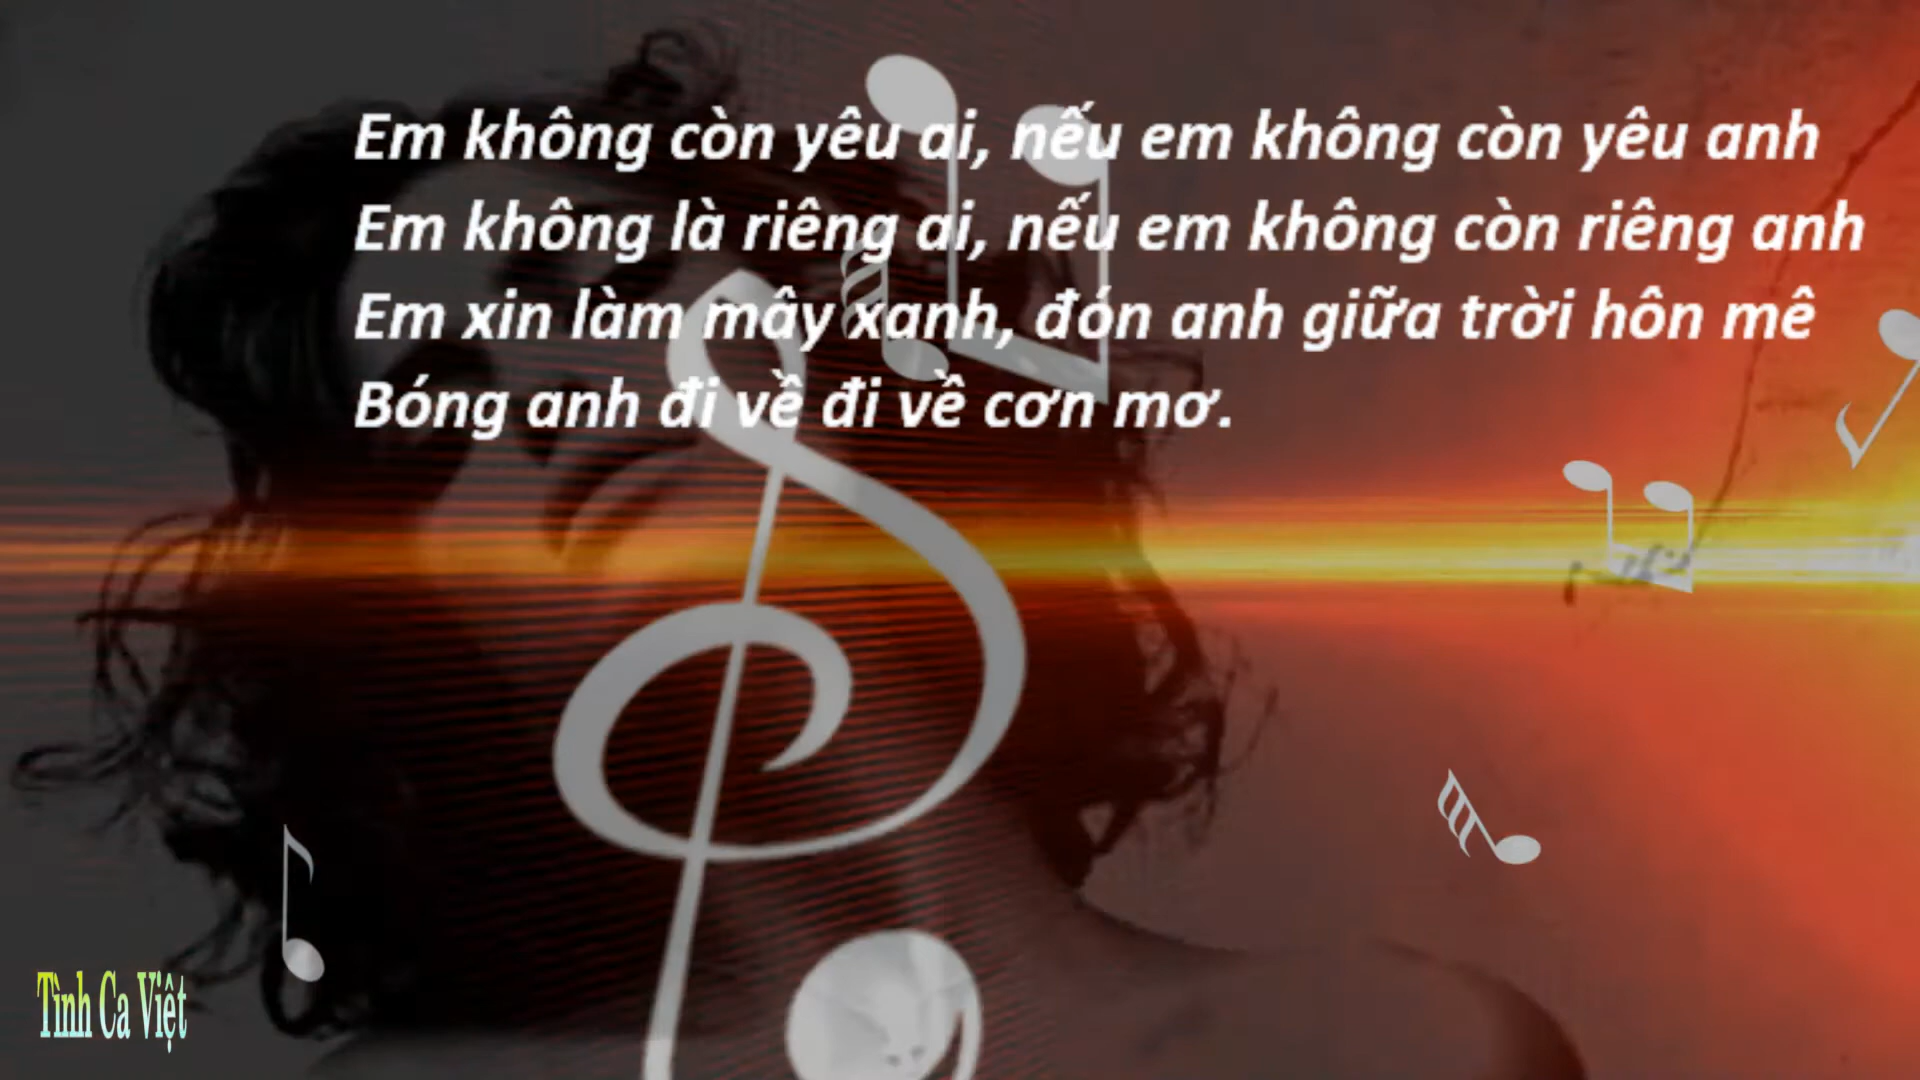 Em không còn yêu ai, nếu em không còn yêu anh
Em không là riêng ai, nếu em không còn riêng anh
Em xin làm mây xanh, đón anh giữa trời hôn mê
Bóng anh đi về đi về cơn mơ.
Tình Ca Việt